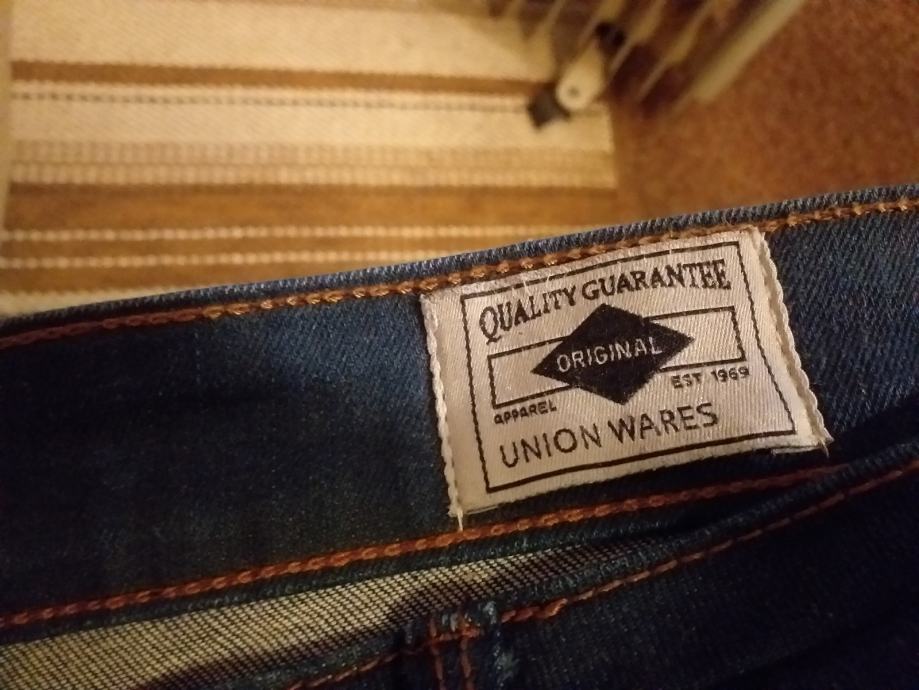 QUALITY GUARANTEE
ORIGINAL
APPAREL EST 1969
UNION WARES